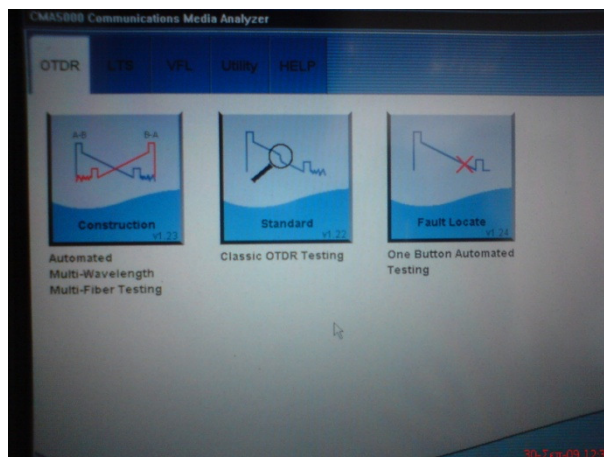 CMA5000 Communications Media Analyzer
OTDR LTS VFL Utility HELP
A-B B-A
Construction
v1.23
Automated
Multi-Wavelength
Multi-Fiber Testing
Standard
v1.22
Classic OTDR Testing
Fault Locate
v1.24
One Button Automated
Testing